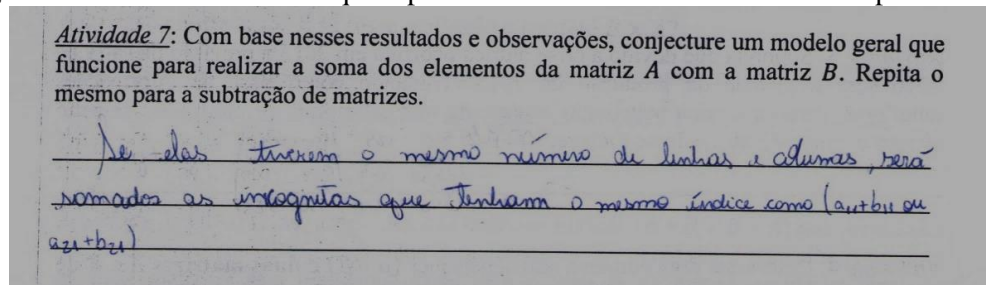 Atividade 7: Com base nesses resultados e observações, conjecture um modelo geral que
funcione para realizar a soma dos elementos da matriz A com a matriz B. Repita o
mesmo para a subtração de matrizes.
Se elas tiverem o mesmo número de linhas e colunas, será
somados as incognitas que tenham o mesmo índice como (a11+b11 ou
a21+b21)